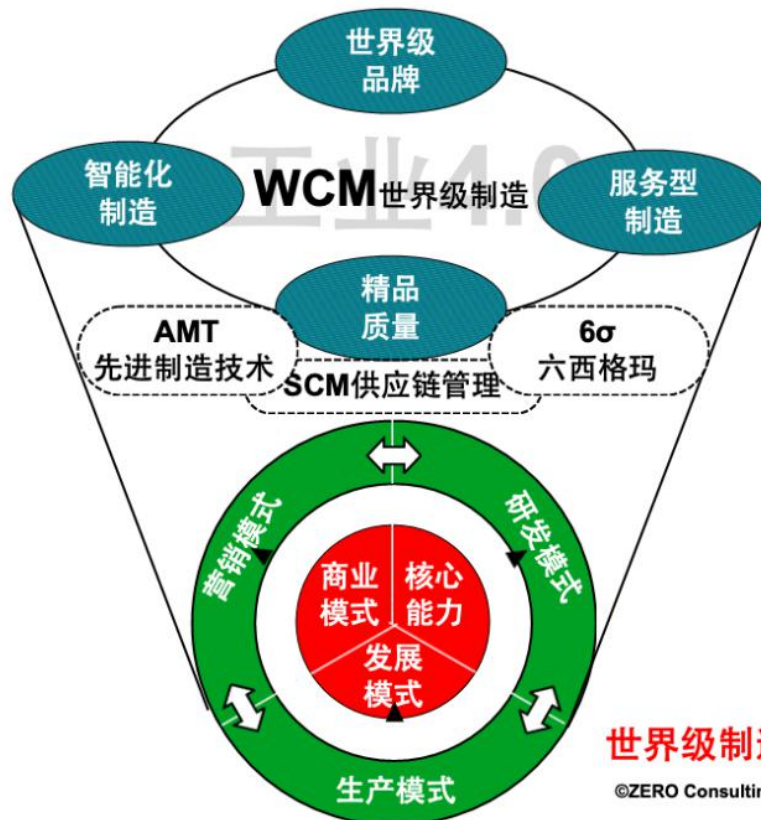 世界级
品牌
智能化
制造
工业4.0
WCM世界级制造
服务型
制造
精品
质量
AMT
先进制造技术
6σ
六西格玛
SCM供应链管理
营销模式
研发模式
商业
模式
核心
能力
发展
模式
生产模式
世界级制
©ZERO Consultin